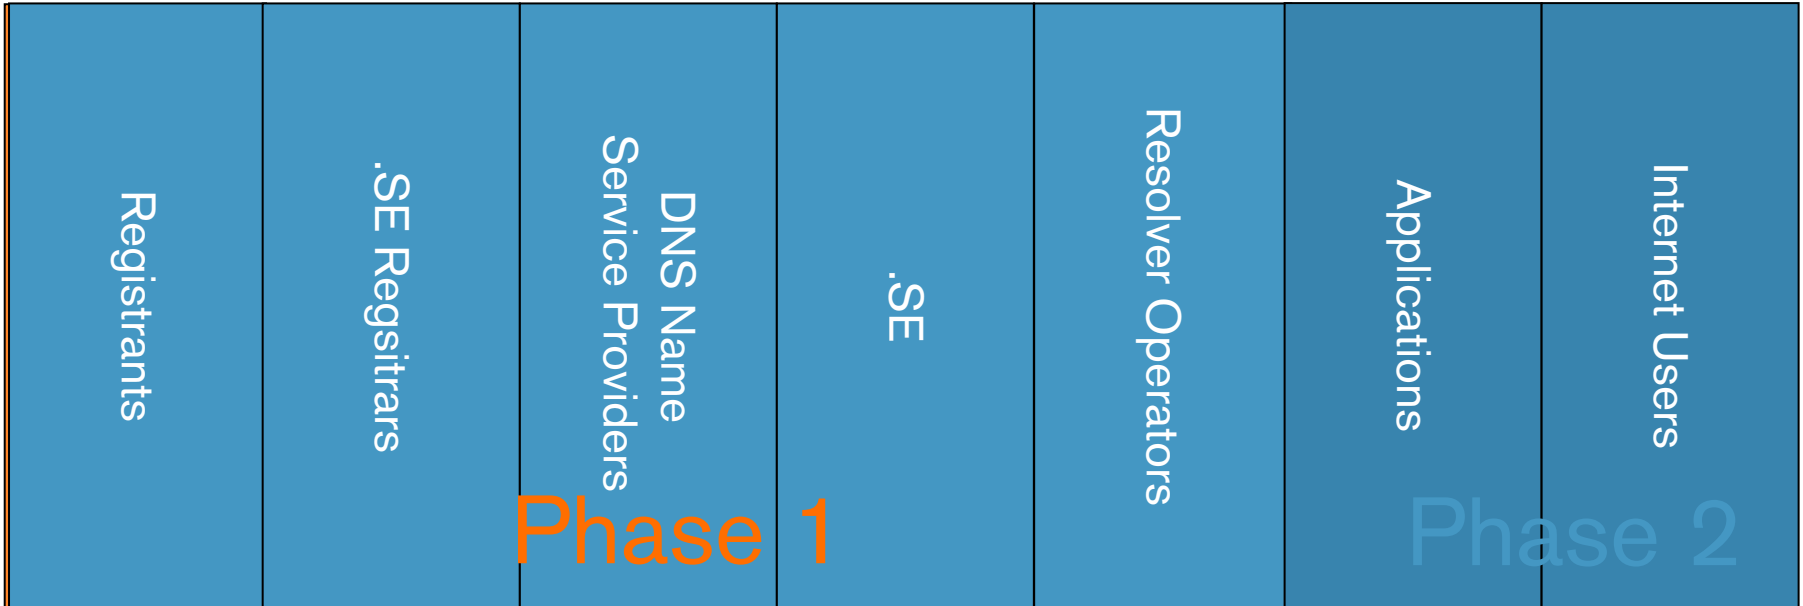 Registrants
.SE Regsitrars
DNS Name
Service Providers
.SE
Resolver Operators
Applications
Internet Users
Phase 1
Phase 2